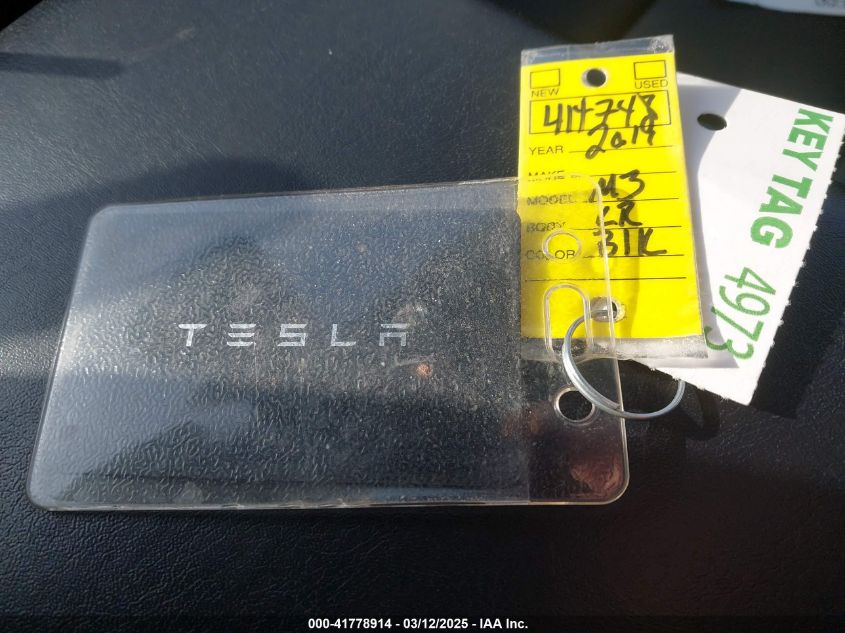 NEW USED
414748
YEAR 2019
MAKE
MODEL M3
BODY LR
COLOR BLK
TESLA
KEY TAG 4973
000-41778914 - 03/12/2025 - IAA Inc.